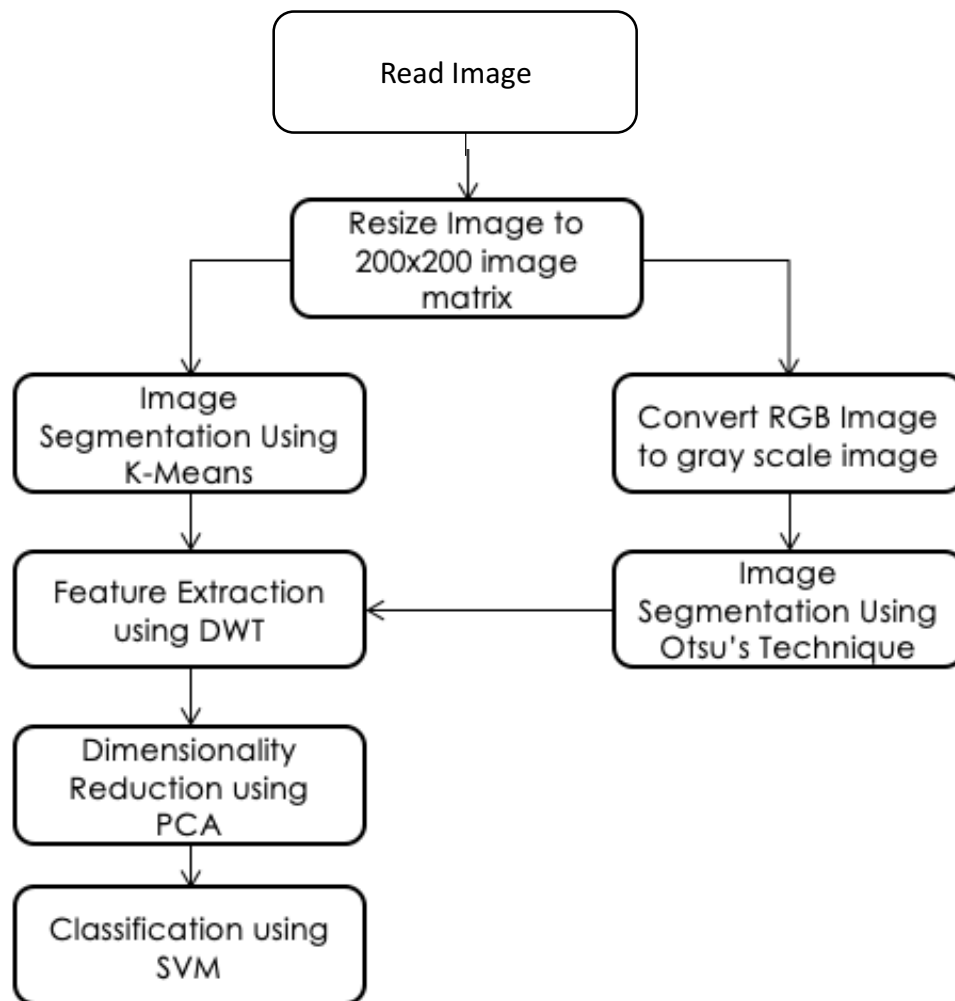 Read Image
Resize Image to
200x200 image
matrix
Image
Segmentation Using
K-Means
Convert RGB Image
to gray scale image
Feature Extraction
using DWT
Image
Segmentation Using
Otsu's Technique
Dimensionality
Reduction using
PCA
Classification using
SVM